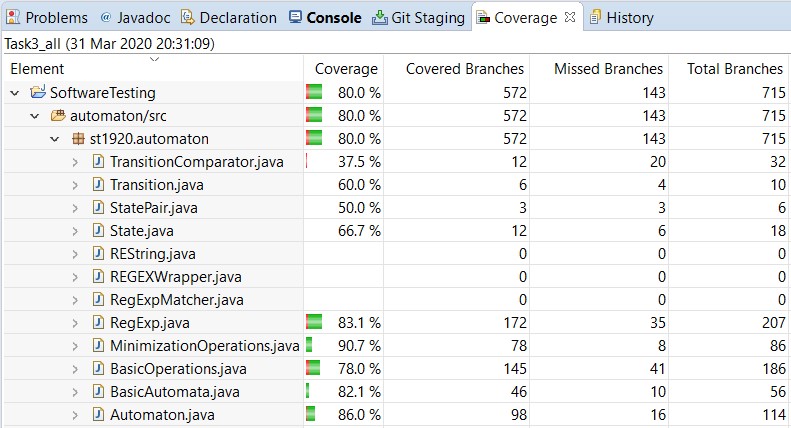 Problems @ Javadoc Declaration Console Git Staging Coverage History
Task3_all (31 Mar 2020 20:31:09)
Element Coverage Covered Branches Missed Branches Total Branches
SoftwareTesting 80.0 % 572 143 715
automaton/src 80.0 % 572 143 715
st1920.automaton 80.0 % 572 143 715
TransitionComparator.java 37.5 % 12 20 32
Transition.java 60.0 % 6 4 10
StatePair.java 50.0 % 3 3 6
State.java 66.7 % 12 6 18
REString.java 0 0 0
REGEXWrapper.java 0 0 0
RegExpMatcher.java 0 0 0
RegExp.java 83.1 % 172 35 207
MinimizationOperations.java 90.7 % 78 8 86
BasicOperations.java 78.0 % 145 41 186
BasicAutomata.java 82.1 % 46 10 56
Automaton.java 86.0 % 98 16 114